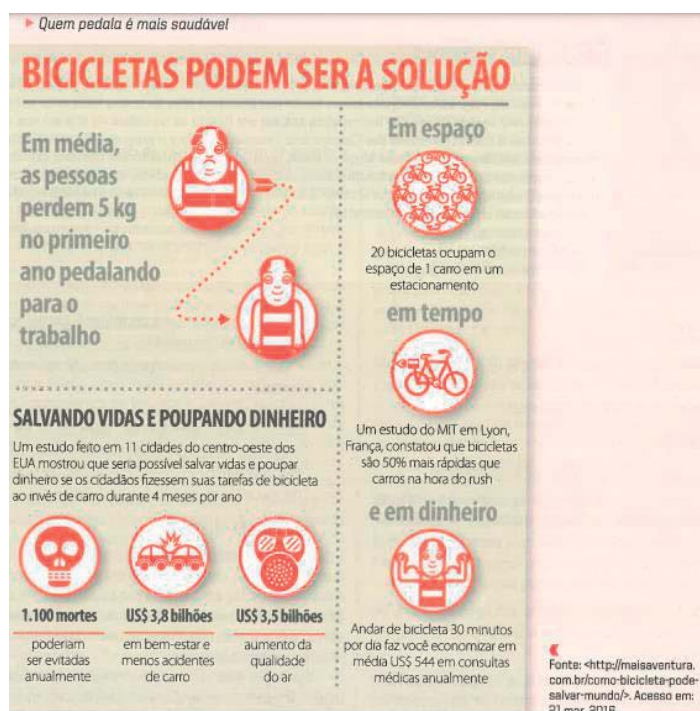 Quem pedala é mais saudável
BICICLETAS PODEM SER A SOLUÇÃO
Em média,
as pessoas
perdem 5 kg
no primeiro
ano pedalando
para o
trabalho
SALVANDO VIDAS E POUPANDO DINHEIRO
Um estudo feito em 11 cidades do centro-oeste dos
EUA mostrou que seria possível salvar vidas e poupar
dinheiro se os cidadãos fizessem suas tarefas de bicicleta
ao invés de carro durante 4 meses por ano
1.100 mortes
poderiam
ser evitadas
anualmente
US$ 3,8 bilhões
em bem-estar e
menos acidentes
de carro
US$ 3,5 bilhões
aumento da
qualidade
do ar
Em espaço
20 bicicletas ocupam o
espaço de 1 carro em um
estacionamento
em tempo
Um estudo do MIT em Lyon,
França, constatou que bicicletas
são 50% mais rápidas que
carros na hora do rush
e em dinheiro
Andar de bicicleta 30 minutos
por dia faz você economizar em
média US$ 544 em consultas
médicas anualmente
Fonte: <http://maisaventura.
com.br/como-bicicleta-pode-
salvar-mundo/>. Acesso em:
21 mar. 2016